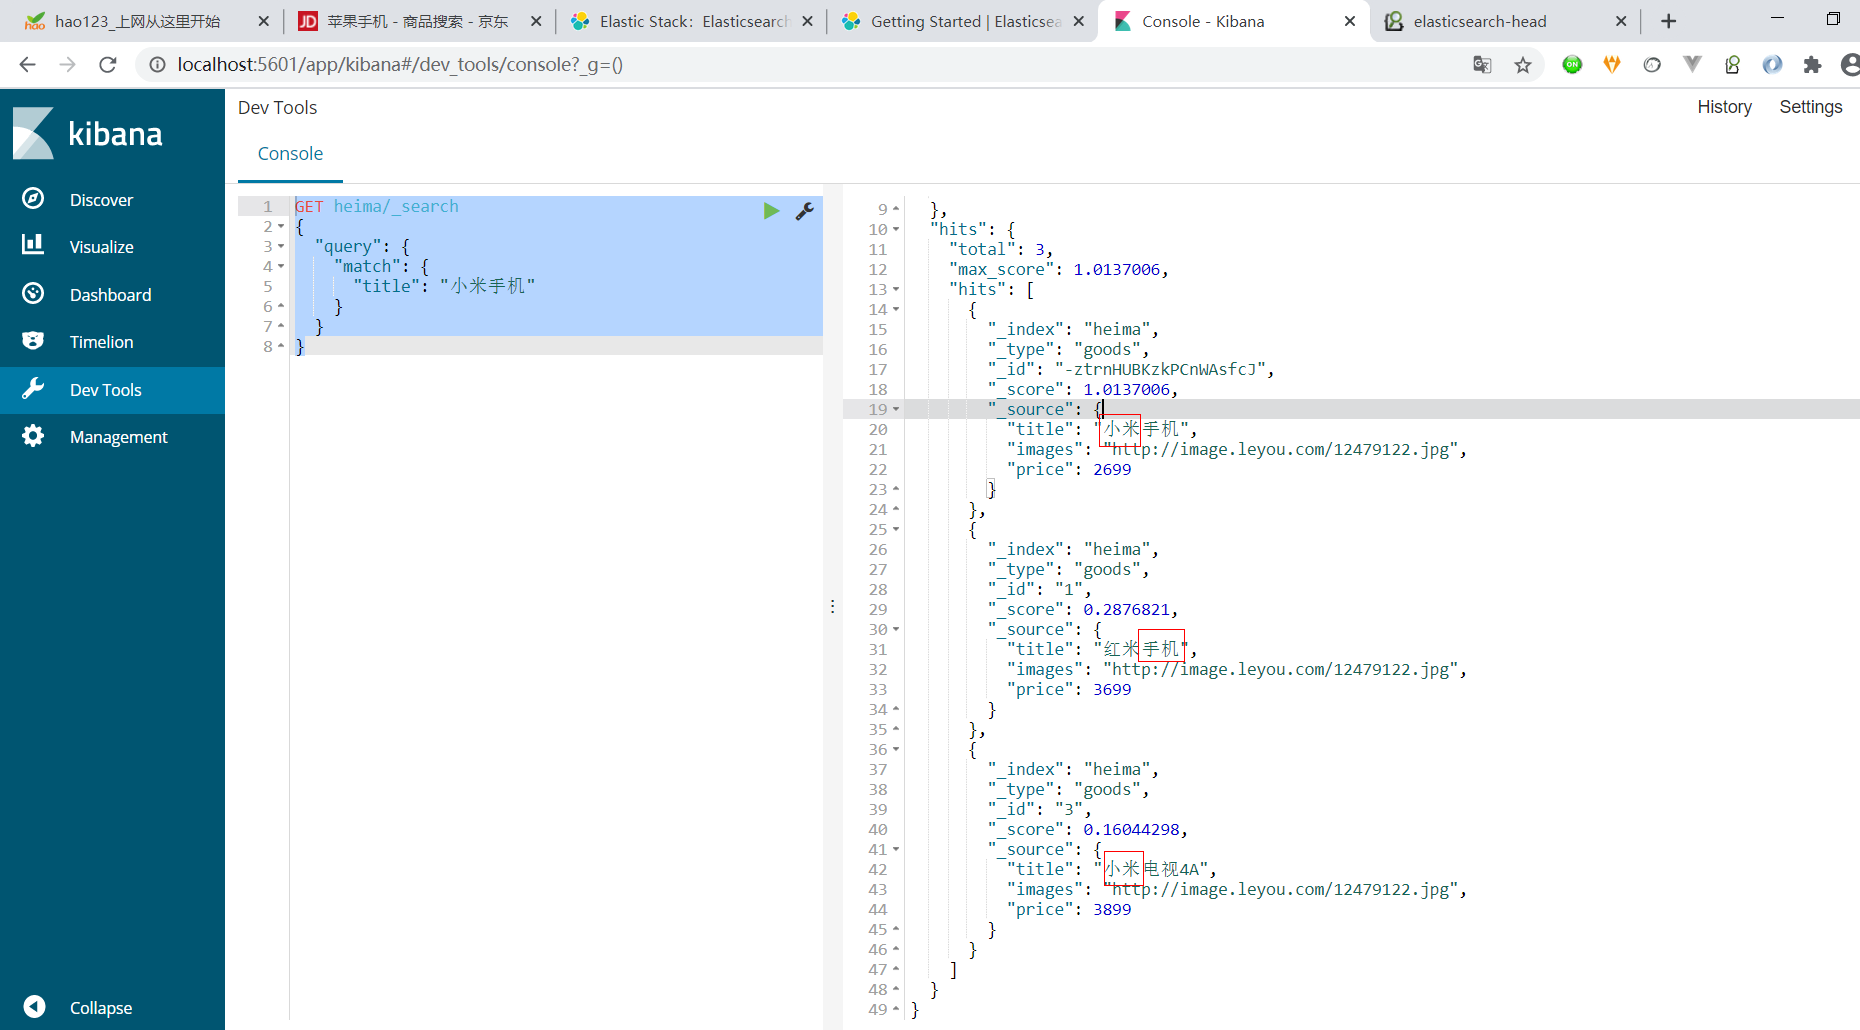 hao123_上网从这里开始
苹果手机 - 商品搜索 - 京东
Elastic Stack: Elasticsearch
Getting Started | Elasticsea
Console - Kibana
elasticsearch-head
localhost:5601/app/kibana#/dev_tools/console?_g=()
kibana
Discover
Visualize
Dashboard
Timelion
Dev Tools
Management
Collapse
Dev Tools
History
Settings
Console
1 GET heima/_search
2 {
3 "query": {
4 "match": {
5 "title": "小米手机"
6 }
7 }
8 }
9 },
10 "hits": {
11 "total": 3,
12 "max_score": 1.0137006,
13 "hits": [
14 {
15 "_index": "heima",
16 "_type": "goods",
17 "_id": "-ztrnHUBKzkPCnWAsfcJ",
18 "_score": 1.0137006,
19 "_source": {
20 "title": "小米手机",
21 "images": "http://image.leyou.com/12479122.jpg",
22 "price": 2699
23 }
24 },
25 {
26 "_index": "heima",
27 "_type": "goods",
28 "_id": "1",
29 "_score": 0.2876821,
30 "_source": {
31 "title": "红米手机",
32 "images": "http://image.leyou.com/12479122.jpg",
33 "price": 3699
34 }
35 },
36 {
37 "_index": "heima",
38 "_type": "goods",
39 "_id": "3",
40 "_score": 0.16044298,
41 "_source": {
42 "title": "小米电视4A",
43 "images": "http://image.leyou.com/12479122.jpg",
44 "price": 3899
45 }
46 }
47 ]
48 }
49 }